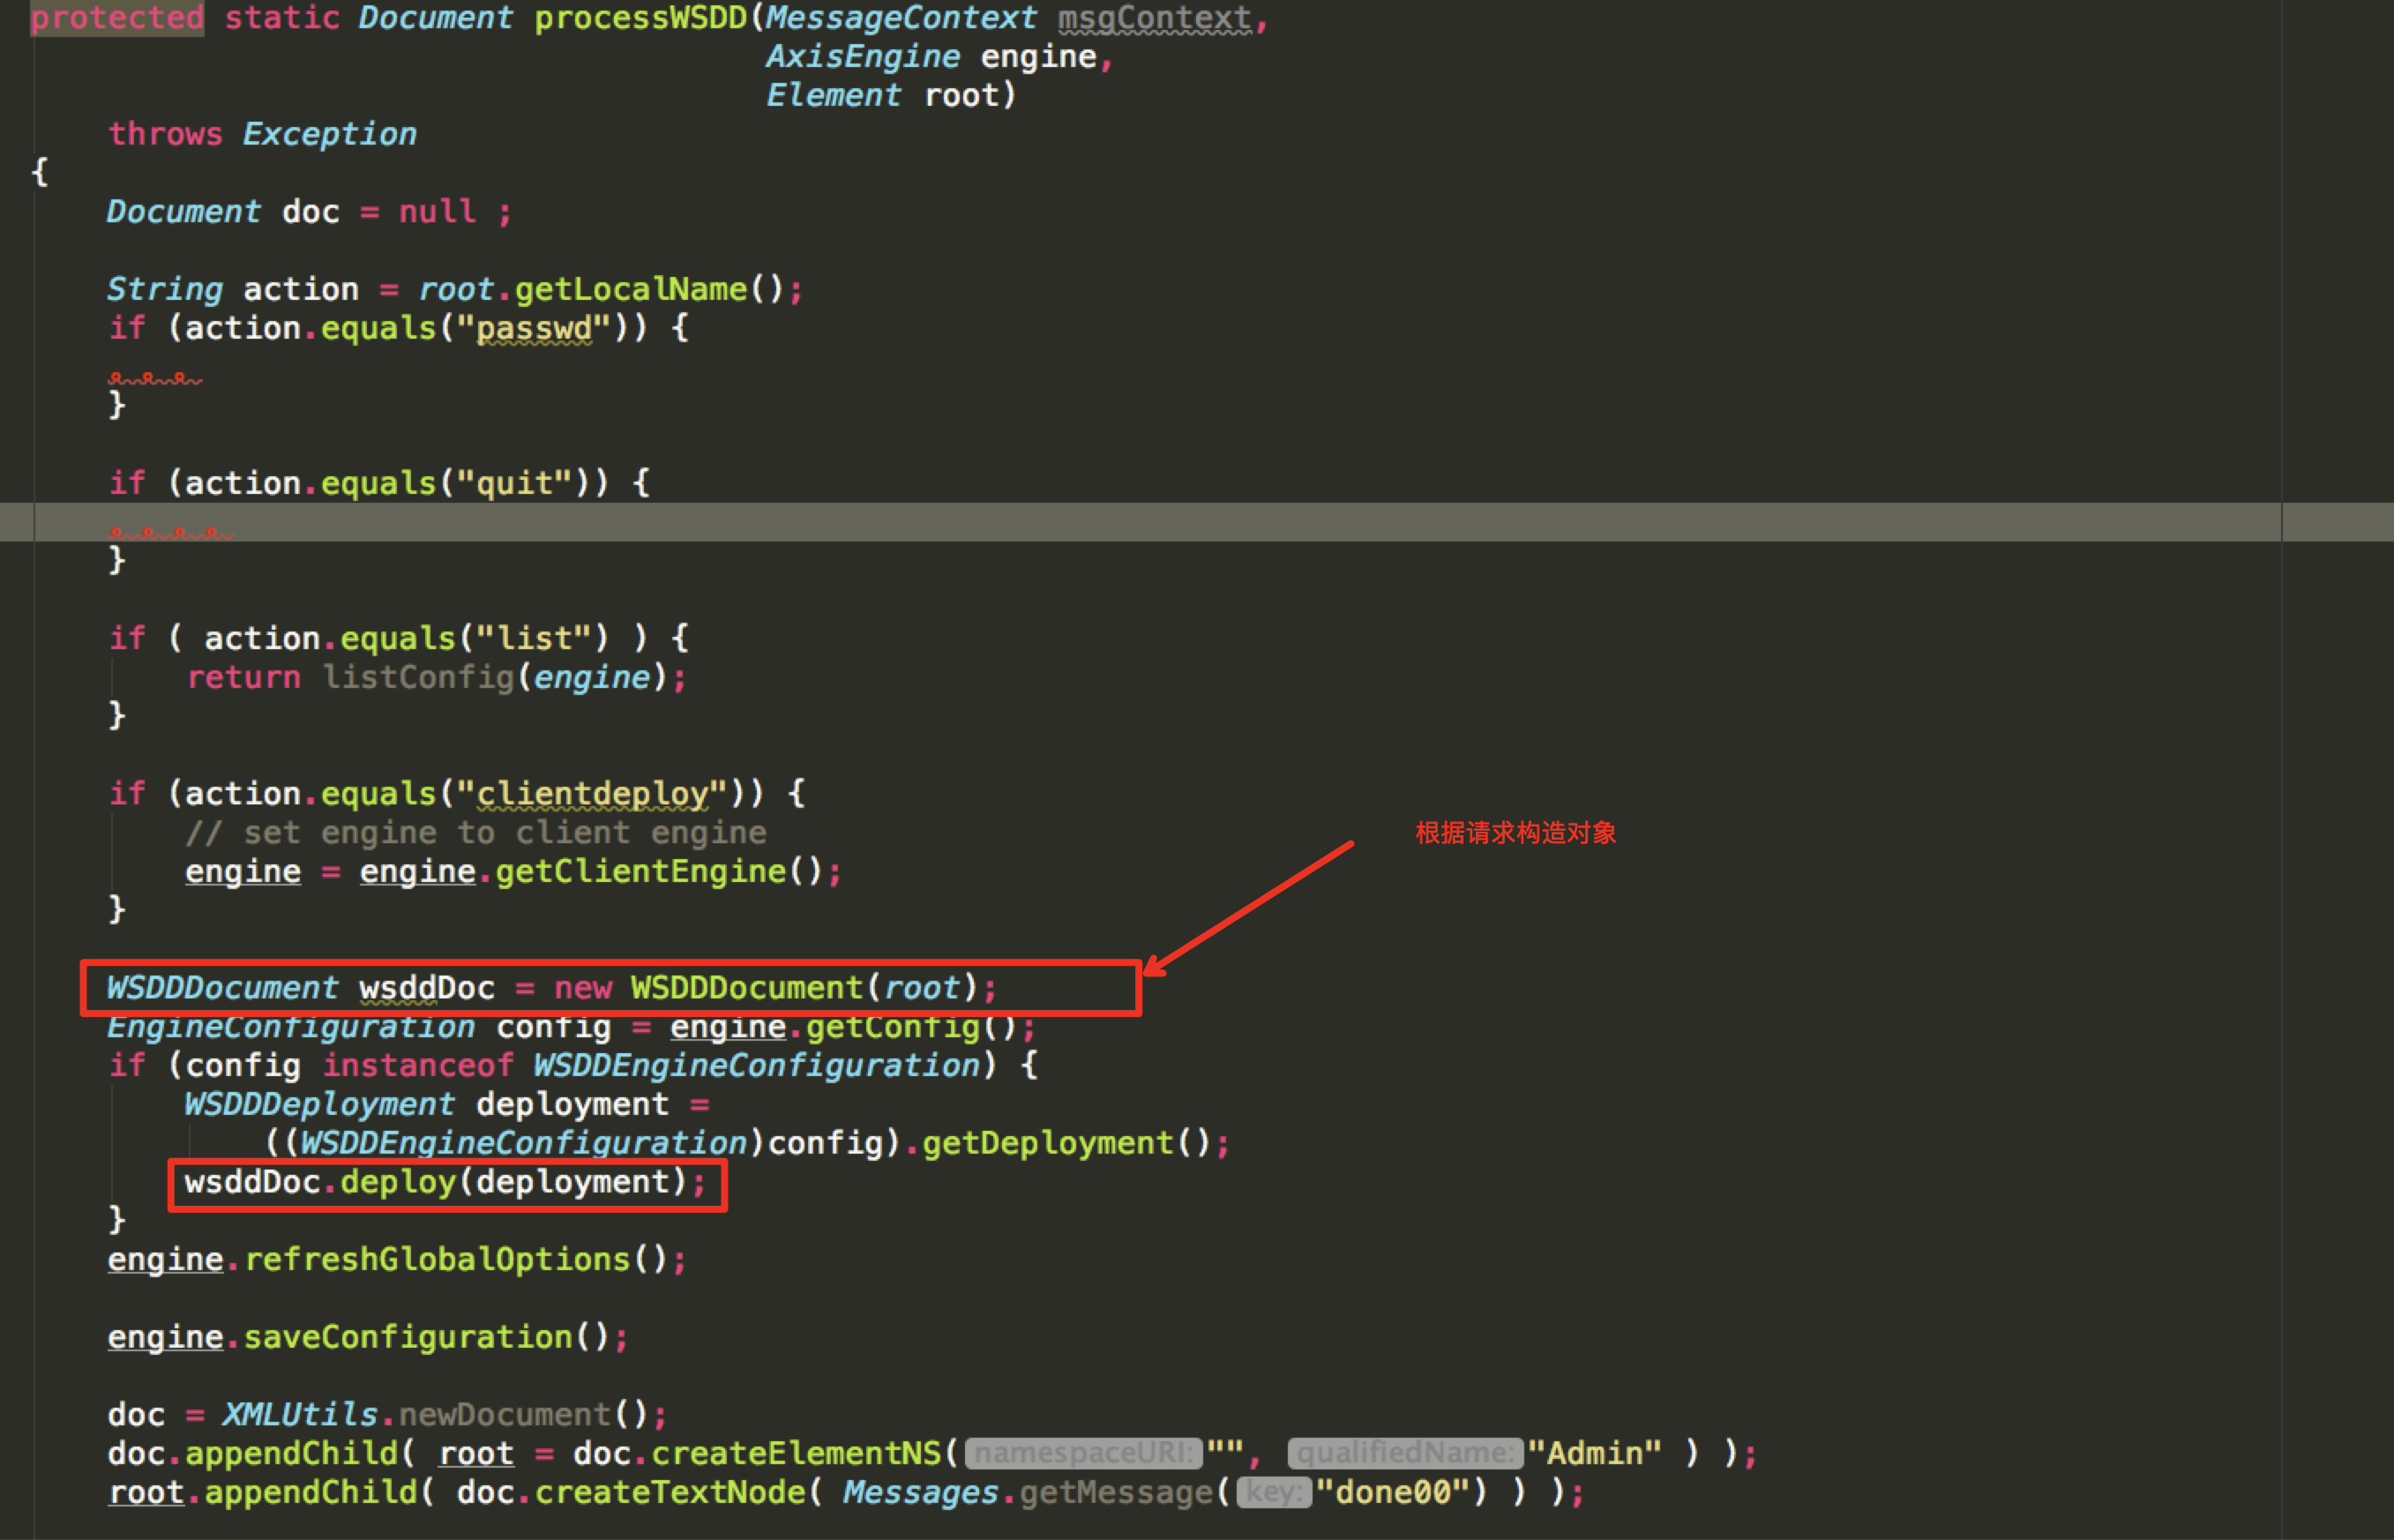 protected static Document processWSDD(MessageContext msgContext,
AxisEngine engine,
Element root)
throws Exception
{
Document doc = null ;
String action = root.getLocalName();
if (action.equals("passwd")) {
。。。
}
if (action.equals("quit")) {
。。。。
}
if ( action.equals("list") ) {
return listConfig(engine);
}
if (action.equals("clientdeploy")) {
// set engine to client engine
engine = engine.getClientEngine();
}
根据请求构造对象
WSDDDocument wsddDoc = new WSDDDocument(root);
EngineConfiguration config = engine.getConfig();
if (config instanceof WSDDEngineConfiguration) {
WSDDDeployment deployment =
((WSDDEngineConfiguration)config).getDeployment();
wsddDoc.deploy(deployment);
}
engine.refreshGlobalOptions();
engine.saveConfiguration();
doc = XMLUtils.newDocument();
doc.appendChild( root = doc.createElementNS( namespaceURI: "", qualifiedName: "Admin" ) );
root.appendChild( doc.createTextNode( Messages.getMessage( key: "done00") ) );